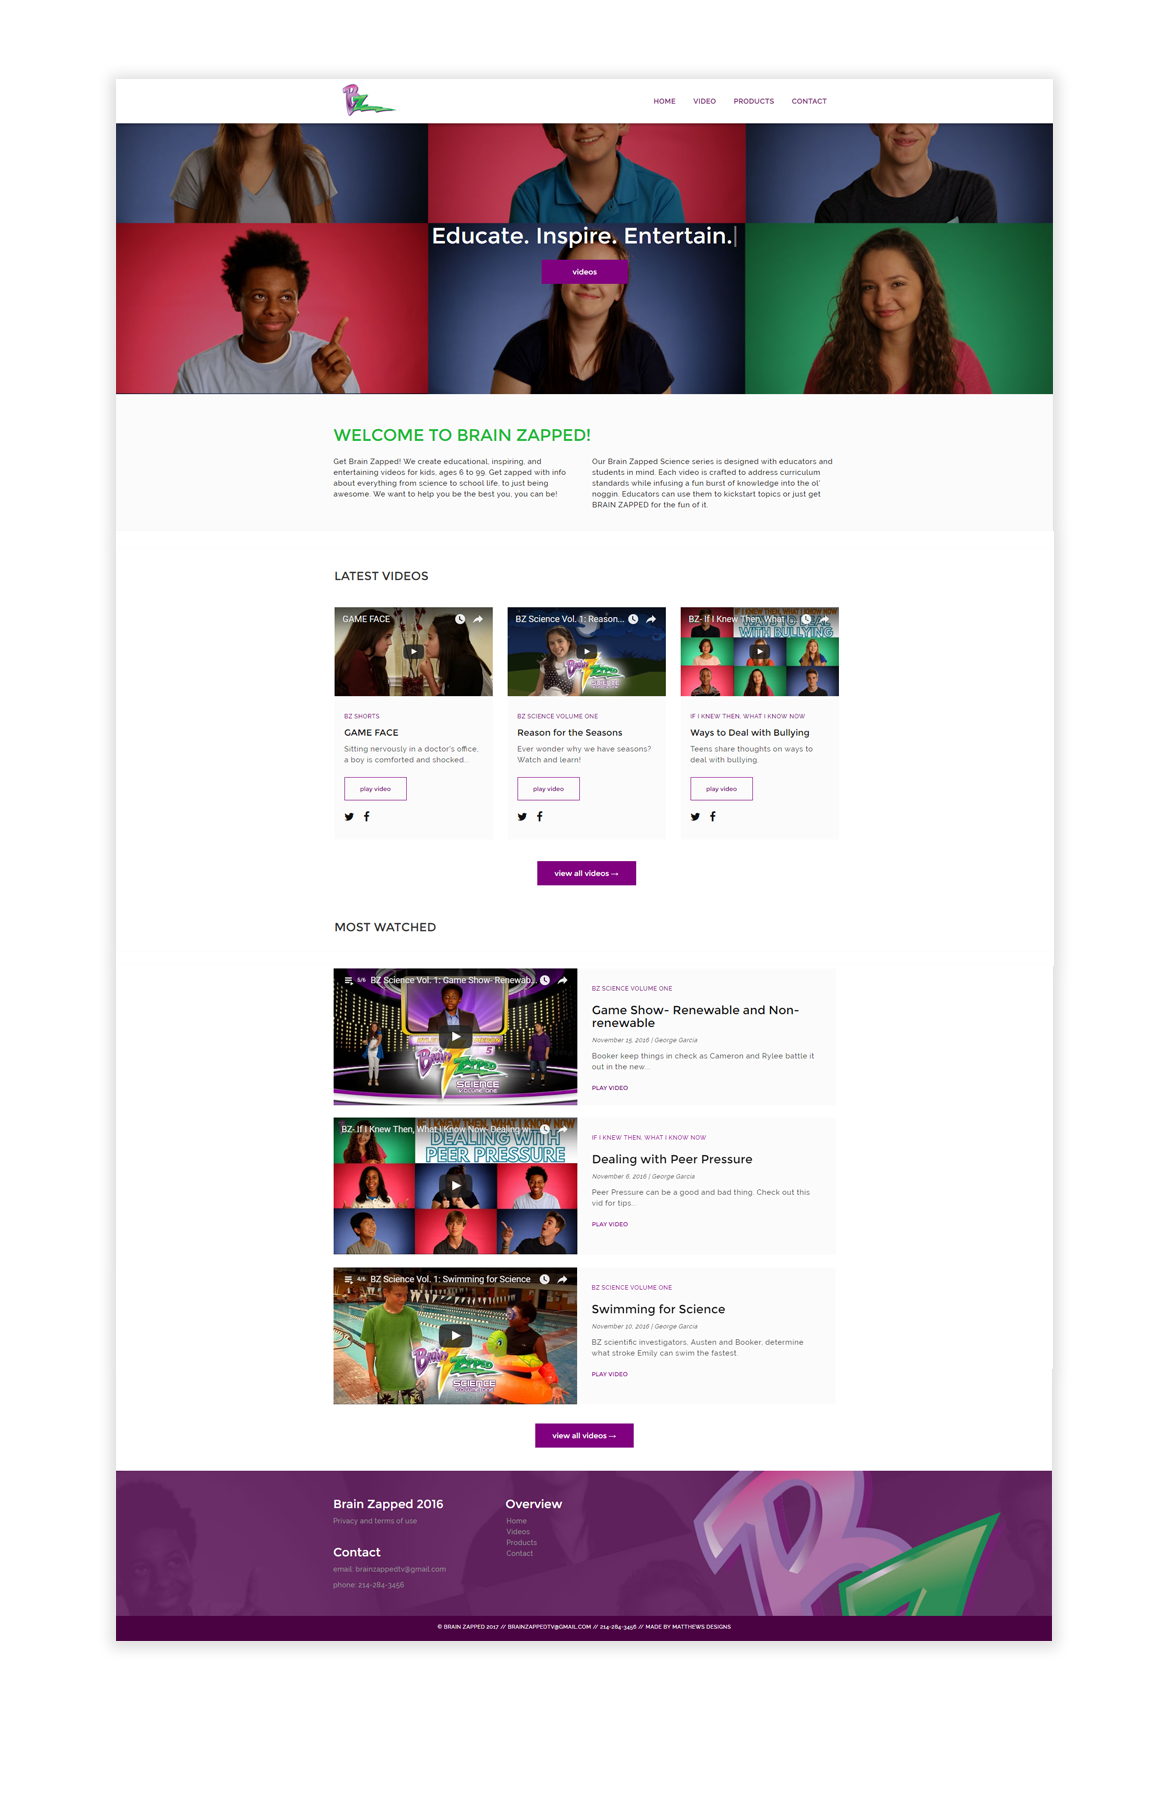 BZ
HOME VIDEO PRODUCTS CONTACT
Educate. Inspire. Entertain.
videos
WELCOME TO BRAIN ZAPPED!
Get Brain Zapped! We create educational, inspiring, and
entertaining videos for kids, ages 6 to 99. Get zapped with info
about everything from science to school life, to just being
awesome. We want to help you be the best you, you can be!
Our Brain Zapped Science series is designed with educators and
students in mind. Each video is crafted to address curriculum
standards while infusing a fun burst of knowledge into the ol'
noggin. Educators can use them to kickstart topics or just get
BRAIN ZAPPED for the fun of it.
LATEST VIDEOS
GAME FACE
BZ SHORTS
GAME FACE
Sitting nervously in a doctor's office,
a boy is comforted and shocked...
play video
BZ Science Vol. 1: Reason...
Brain Zapped
BZ SCIENCE VOLUME ONE
Reason for the Seasons
Ever wonder why we have seasons?
Watch and learn!
play video
BZ- If I Knew Then, What I...
IF I KNEW THEN, WHAT I KNOW NOW
WAYS TO DEAL
WITH BULLYING
IF I KNEW THEN, WHAT I KNOW NOW
Ways to Deal with Bullying
Teens share thoughts on ways to
deal with bullying.
play video
view all videos →
MOST WATCHED
5/6 BZ Science Vol. 1: Game Show- Renewab...
5
Brain Zapped
SCIENCE
VOLUME ONE
BZ SCIENCE VOLUME ONE
Game Show- Renewable and Non-
renewable
November 15, 2016 | George Garcia
Booker keep things in check as Cameron and Rylee battle it
out in the new...
PLAY VIDEO
BZ- If I Knew Then, What I Know Now- Dealing wi...
IF I KNEW THEN, WHAT I KNOW NOW
DEALING WITH
PEER PRESSURE
IF I KNEW THEN, WHAT I KNOW NOW
Dealing with Peer Pressure
November 6, 2016 | George Garcia
Peer Pressure can be a good and bad thing. Check out this
vid for tips...
PLAY VIDEO
4/6 BZ Science Vol. 1: Swimming for Science
Brain Zapped
SCIENCE
VOLUME ONE
BZ SCIENCE VOLUME ONE
Swimming for Science
November 10, 2016 | George Garcia
BZ scientific investigators, Austen and Booker, determine
what stroke Emily can swim the fastest.
PLAY VIDEO
view all videos →
Brain Zapped 2016
Privacy and terms of use
Contact
email: brainzappedtv@gmail.com
phone: 214-284-3456
Overview
Home
Videos
Products
Contact
BZ
© BRAIN ZAPPED 2017 // BRAINZAPPEDTV@GMAIL.COM // 214-284-3456 // MADE BY MATTHEWS DESIGNS